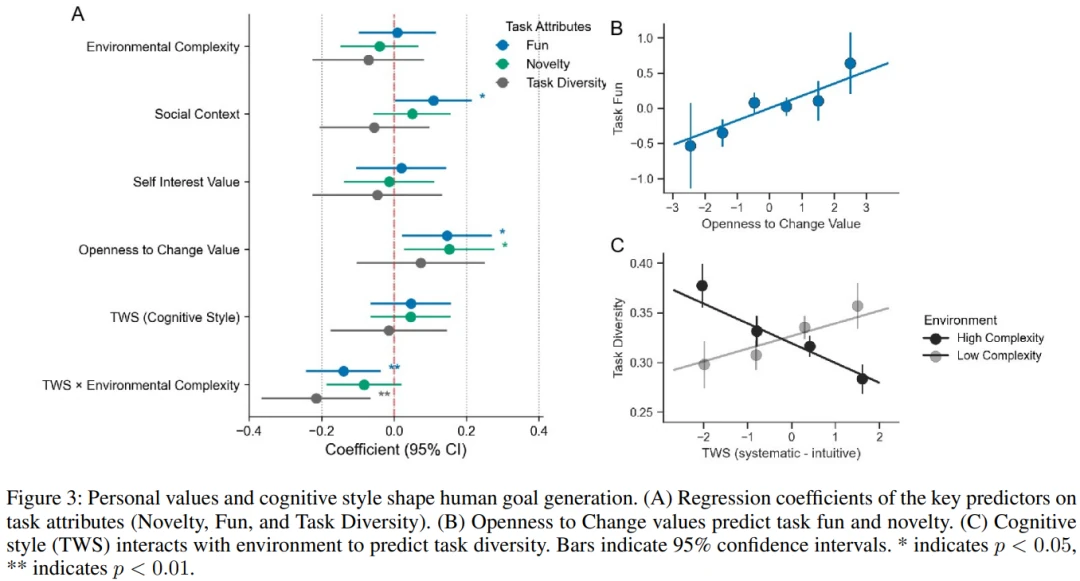 A
Environmental Complexity
Social Context
Self Interest Value
Openness to Change Value
TWS (Cognitive Style)
TWS × Environmental Complexity
Task Attributes
Fun
Novelty
Task Diversity
*
*
*
**
**
−0.4 −0.2 0.0 0.2 0.4
Coefficient (95% CI)
B
Task Fun
1.0
0.5
0.0
−0.5
−1.0
−3 −2 −1 0 1 2 3
Openness to Change Value
C
Task Diversity
0.40
0.35
0.30
0.25
−2 −1 0 1 2
TWS (systematic - intuitive)
Environment
High Complexity
Low Complexity
Figure 3: Personal values and cognitive style shape human goal generation. (A) Regression coefficients of the key predictors on
task attributes (Novelty, Fun, and Task Diversity). (B) Openness to Change values predict task fun and novelty. (C) Cognitive
style (TWS) interacts with environment to predict task diversity. Bars indicate 95% confidence intervals. * indicates p < 0.05,
** indicates p < 0.01.